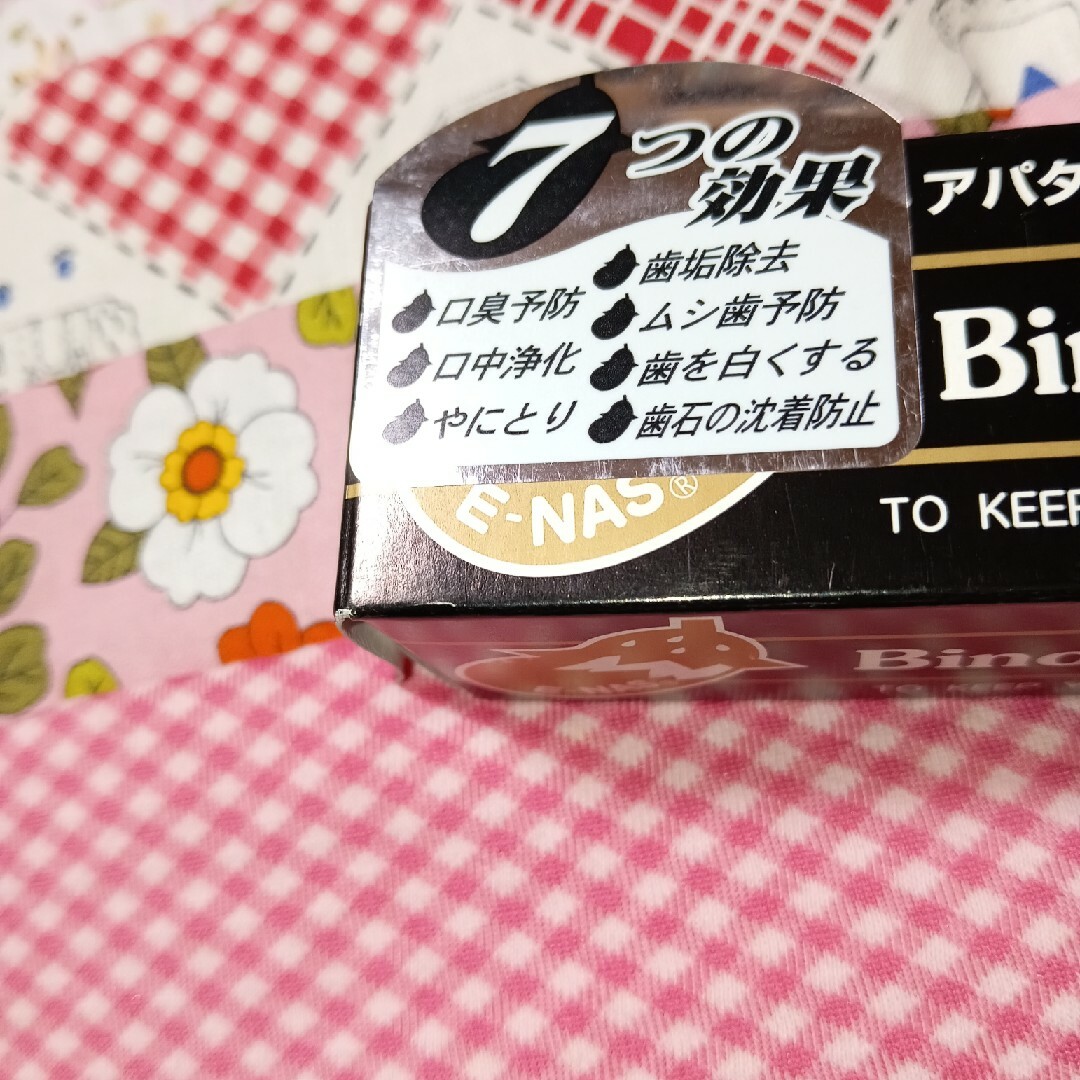 7つの
効果
歯垢除去
口臭予防
ムシ歯予防
口中浄化
歯を白くする
やにとり
歯石の沈着防止
アパタ
Bin
E-NAS®
TO KEEP
E-NAS
Bino